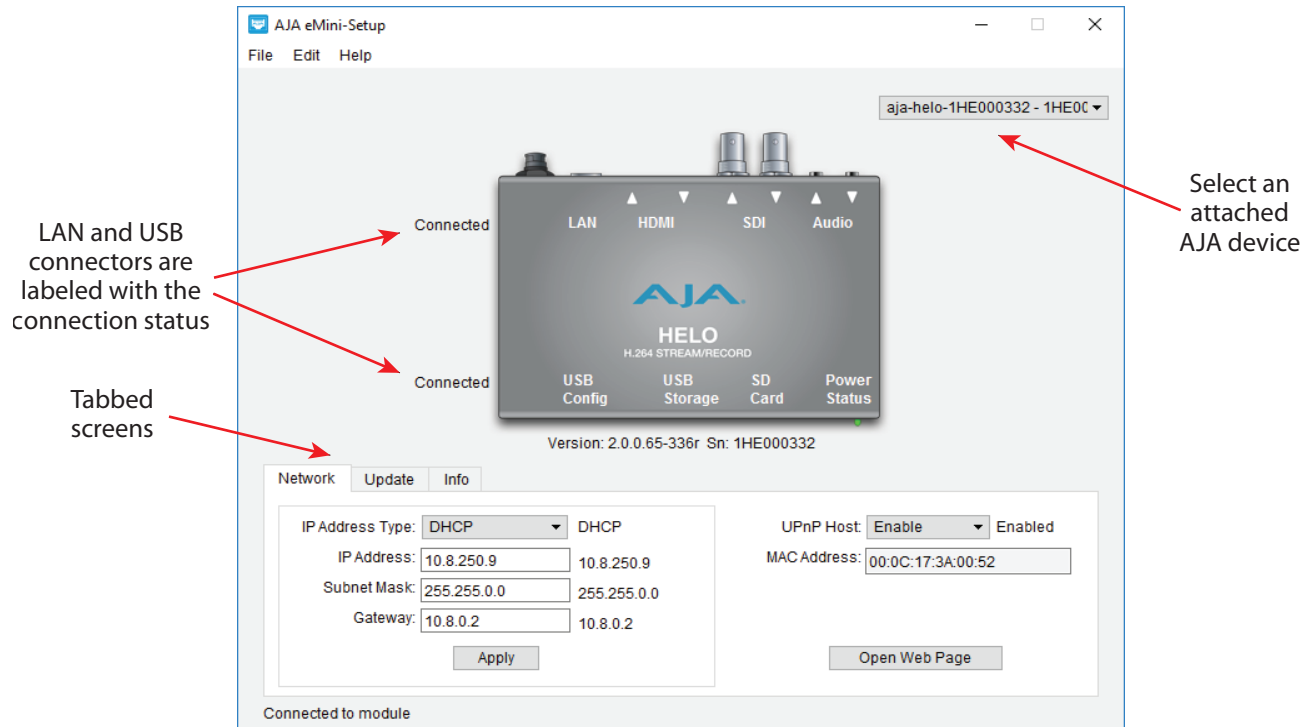 AJA eMini-Setup
File Edit Help
aja-helo-1HE000332 - 1HE00
Select an
attached
AJA device
LAN and USB
connectors are
labeled with the
connection status
Connected
LAN HDMI SDI Audio
AJA
HELO
H.264 STREAM/RECORD
Connected
USB Config
USB Storage
SD Card
Power Status
Tabbed
screens
Version: 2.0.0.65-336r Sn: 1HE000332
Network Update Info
IP Address Type: DHCP DHCP
IP Address: 10.8.250.9 10.8.250.9
Subnet Mask: 255.255.0.0 255.255.0.0
Gateway: 10.8.0.2 10.8.0.2
Apply
UPnP Host: Enable Enabled
MAC Address: 00:0C:17:3A:00:52
Open Web Page
Connected to module